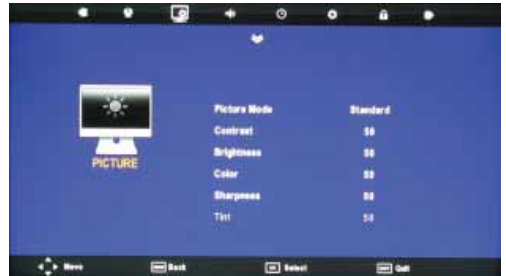 Picture Mode Standard
Contrast 50
Brightness 50
Color 50
Sharpness 50
Tint 50
PICTURE
Move Back Select Quit